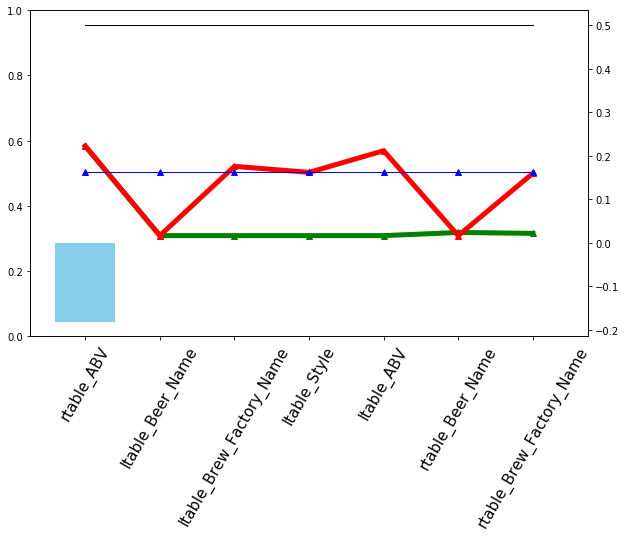 1.0
0.8
0.6
0.4
0.2
0.0
0.5
0.4
0.3
0.2
0.1
0.0
−0.1
−0.2
rtable_ABV
ltable_Beer_Name
ltable_Brew_Factory_Name
ltable_Style
ltable_ABV
rtable_Beer_Name
rtable_Brew_Factory_Name